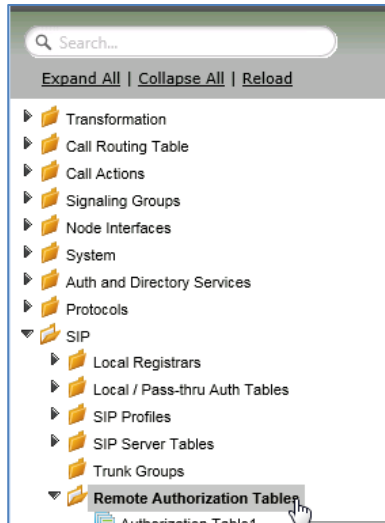 Search...
Expand All | Collapse All | Reload
Transformation
Call Routing Table
Call Actions
Signaling Groups
Node Interfaces
System
Auth and Directory Services
Protocols
SIP
Local Registrars
Local / Pass-thru Auth Tables
SIP Profiles
SIP Server Tables
Trunk Groups
Remote Authorization Tables
Authorization Table1